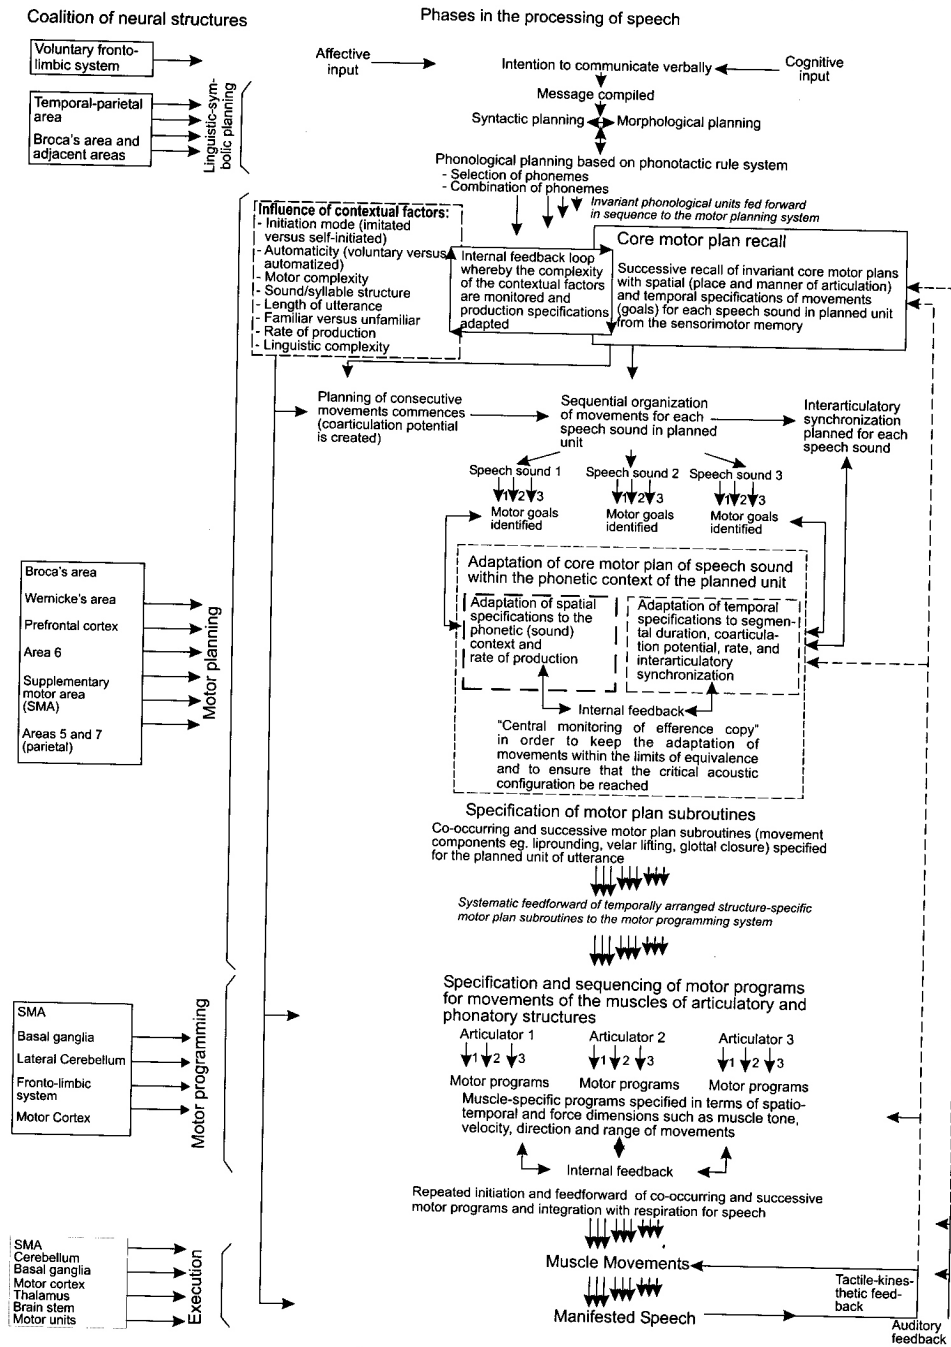 Coalition of neural structures
Phases in the processing of speech
Voluntary fronto-
limbic system
Affective
input
Intention to communicate verbally
Cognitive
input
Message compiled
Temporal-parietal
area
Broca's area and
adjacent areas
Linguistic-sym-
bolic planning
Syntactic planning
Morphological planning
Phonological planning based on phonotactic rule system
- Selection of phonemes
- Combination of phonemes
Invariant phonological units fed forward
in sequence to the motor planning system
Influence of contextual factors:
- Initiation mode (imitated
versus self-initiated)
- Automaticity (voluntary versus
automatized)
- Motor complexity
- Sound/syllable structure
- Length of utterance
- Familiar versus unfamiliar
- Rate of production
- Linguistic complexity
Internal feedback loop
whereby the complexity
of the contextual factors
are monitored and
production specifications
adapted
Core motor plan recall
Successive recall of invariant core motor plans
with spatial (place and manner of articulation)
and temporal specifications of movements
(goals) for each speech sound in planned unit
from the sensorimotor memory
Planning of consecutive
movements commences
(coarticulation potential
is created)
Sequential organization
of movements for each
speech sound in planned
unit
Interarticulatory
synchronization
planned for each
speech sound
Speech sound 1
Speech sound 2
Speech sound 3
1 2 3
1 2 3
1 2 3
Motor goals
identified
Motor goals
identified
Motor goals
identified
Broca's area
Wernicke's area
Prefrontal cortex
Area 6
Supplementary
motor area
(SMA)
Areas 5 and 7
(parietal)
Motor planning
Adaptation of core motor plan of speech sound
within the phonetic context of the planned unit
Adaptation of spatial
specifications to the
phonetic (sound)
context and
rate of production
Adaptation of temporal
specifications to segmen-
tal duration, coarticula-
tion potential, rate, and
interarticulatory
synchronization
Internal feedback
"Central monitoring of efference copy"
in order to keep the adaptation of
movements within the limits of equivalence
and to ensure that the critical acoustic
configuration be reached
Specification of motor plan subroutines
Co-occurring and successive motor plan subroutines (movement
components eg. liprounding, velar lifting, glottal closure) specified
for the planned unit of utterance
Systematic feedforward of temporally arranged structure-specific
motor plan subroutines to the motor programming system
SMA
Basal ganglia
Lateral Cerebellum
Fronto-limbic
system
Motor Cortex
Motor programming
Specification and sequencing of motor programs
for movements of the muscles of articulatory and
phonatory structures
Articulator 1
Articulator 2
Articulator 3
1 2 3
1 2 3
1 2 3
Motor programs
Motor programs
Motor programs
Muscle-specific programs specified in terms of spatio-
temporal and force dimensions such as muscle tone,
velocity, direction and range of movements
Internal feedback
Repeated initiation and feedforward of co-occurring and successive
motor programs and integration with respiration for speech
SMA
Cerebellum
Basal ganglia
Motor cortex
Thalamus
Brain stem
Motor units
Execution
Muscle Movements
Manifested Speech
Tactile-kines-
thetic feed-
back
Auditory
feedback